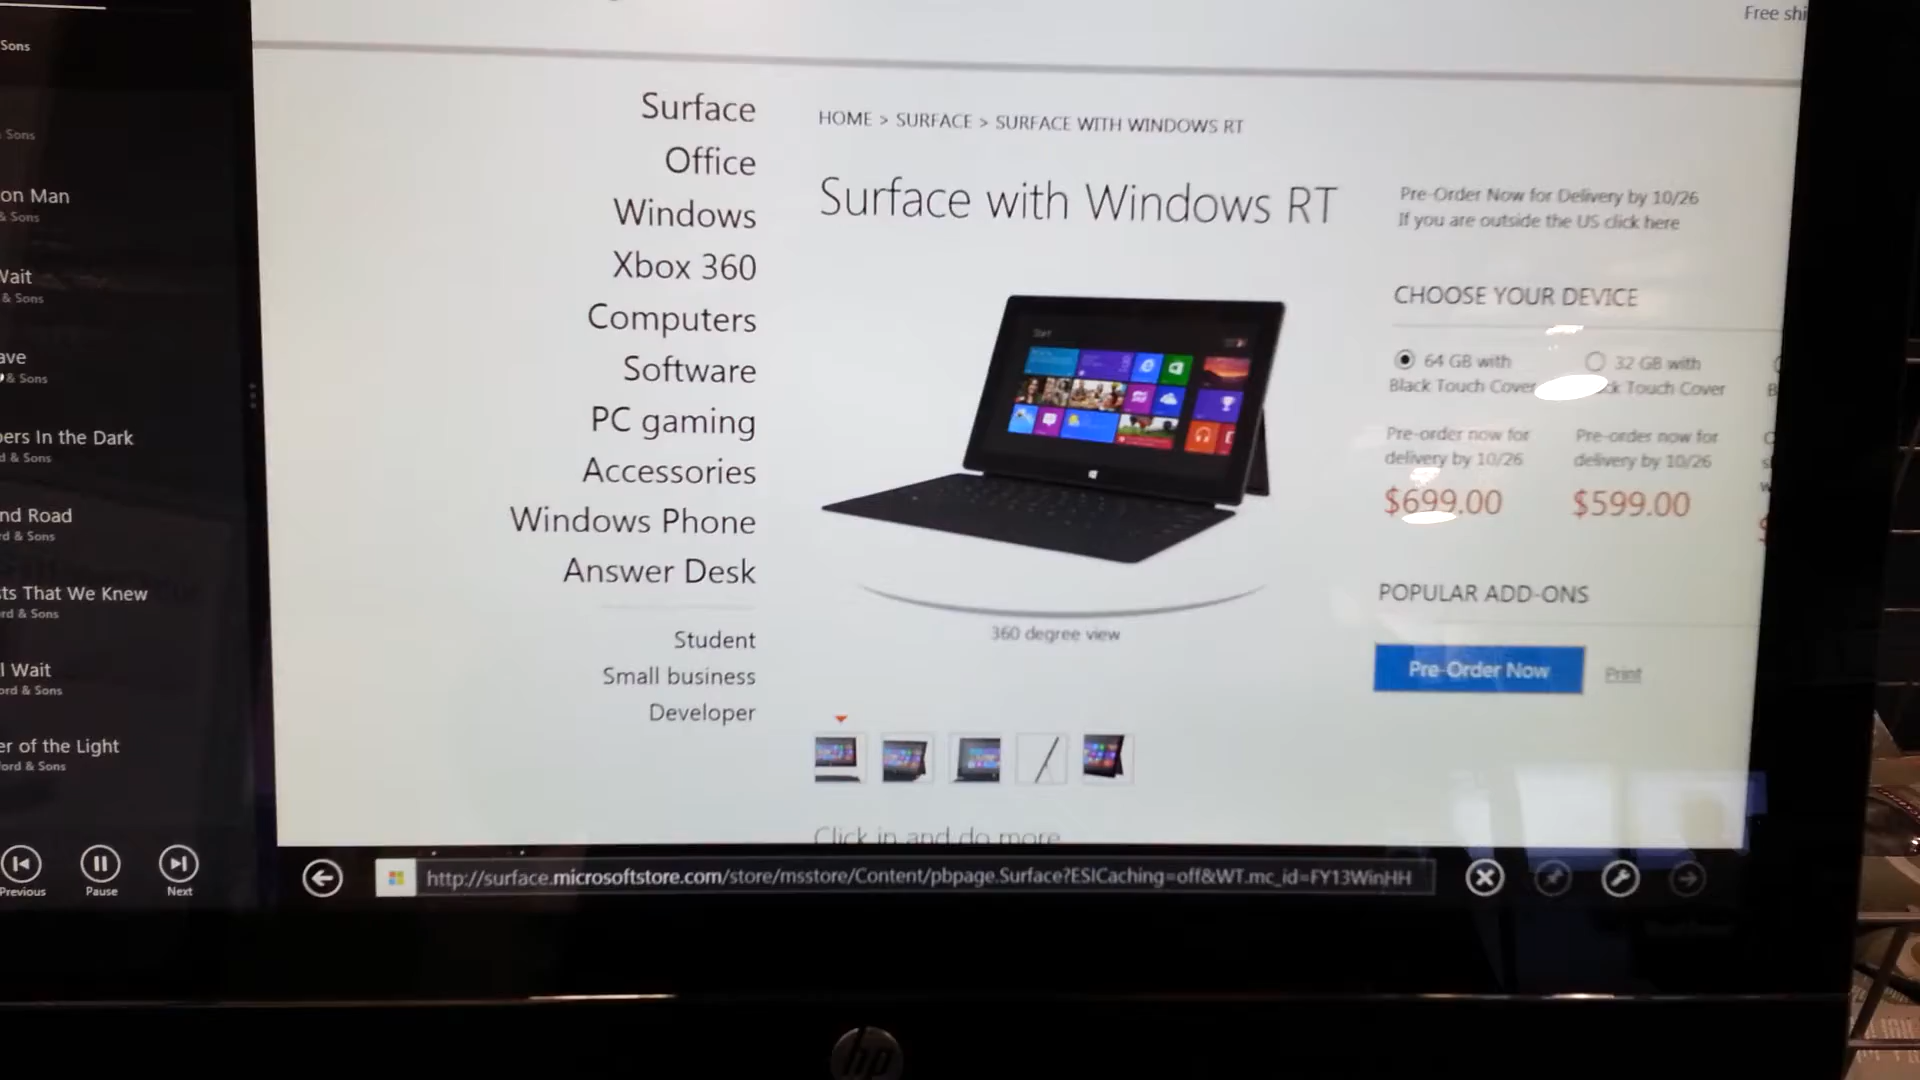 Sons
Sons
on Man
& Sons
Wait
& Sons
ave
& Sons
ers In the Dark
d & Sons
nd Road
rd & Sons
sts That We Knew
rd & Sons
l Wait
ord & Sons
er of the Light
ord & Sons
Previous
Pause
Next
Free shi
Surface
Office
Windows
Xbox 360
Computers
Software
PC gaming
Accessories
Windows Phone
Answer Desk
Student
Small business
Developer
HOME > SURFACE > SURFACE WITH WINDOWS RT
Surface with Windows RT
Start
360 degree view
Click in and do more
Pre-Order Now for Delivery by 10/26
If you are outside the US click here
CHOOSE YOUR DEVICE
64 GB with
Black Touch Cover
Pre-order now for
delivery by 10/26
$699.00
32 GB with
ck Touch Cover
Pre-order now for
delivery by 10/26
$599.00
POPULAR ADD-ONS
Pre-Order Now
Print
http://surface.microsoftstore.com/store/msstore/Content/pbpage.Surface?ESICaching=off&WT.mc_id=FY13WinHH
hp